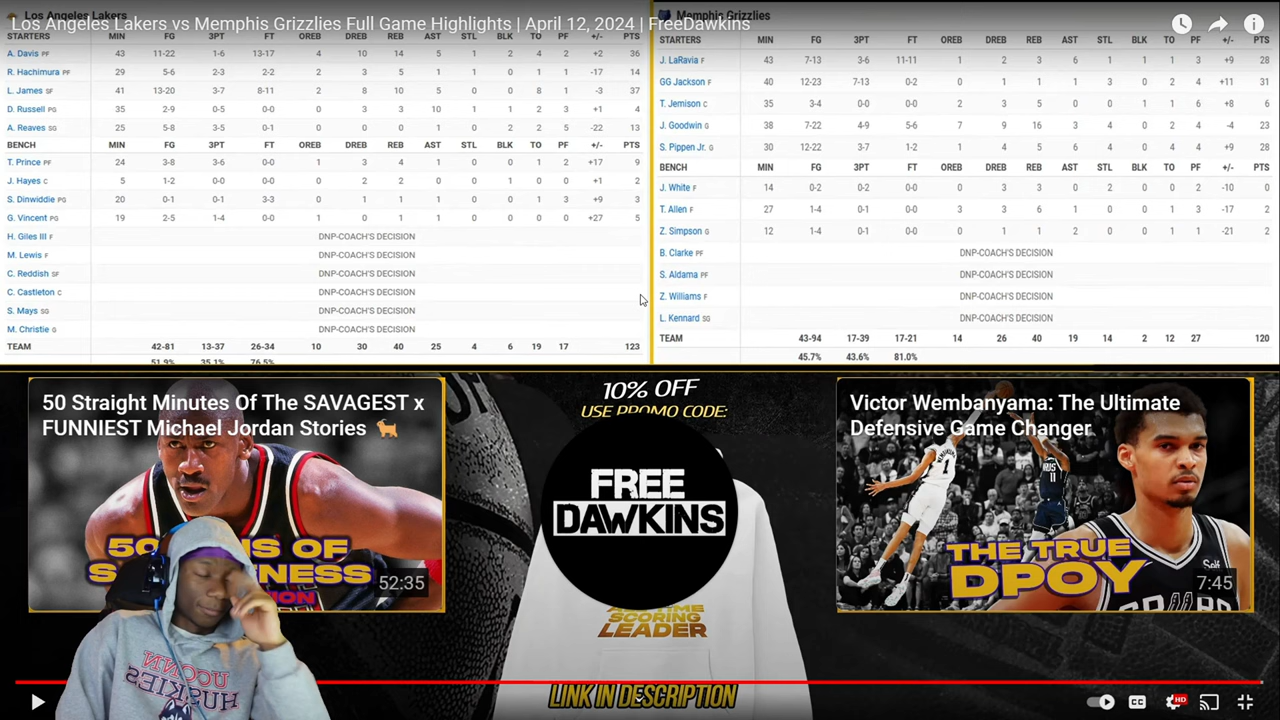 Los Angeles Lakers vs Memphis Grizzlies Full Game Highlights | April 12, 2024 | FreeDawkins
Los Angeles Lakers
STARTERS MIN FG 3PT FT OREB DREB REB AST STL BLK TO PF +/- PTS
A. Davis PF 43 11-22 1-6 13-17 4 10 14 5 1 2 4 2 +2 36
R. Hachimura PF 29 5-6 2-3 2-2 2 3 5 1 1 0 1 1 -17 14
L. James SF 41 13-20 3-7 8-11 2 8 10 5 0 0 8 1 -3 37
D. Russell PG 35 2-9 0-5 0-0 0 3 3 10 1 1 2 3 +1 4
A. Reaves SG 25 5-8 3-5 0-1 0 0 0 1 0 2 2 5 -22 13
BENCH MIN FG 3PT FT OREB DREB REB AST STL BLK TO PF +/- PTS
T. Prince PF 24 3-8 3-6 0-0 1 3 4 1 0 0 1 2 +17 9
J. Hayes C 5 1-2 0-0 0-0 0 2 2 0 0 1 0 0 +1 2
S. Dinwiddie PG 20 0-1 0-1 3-3 0 1 1 1 0 0 1 3 +9 3
G. Vincent PG 19 2-5 1-4 0-0 1 0 1 1 1 0 0 0 +27 5
H. Giles III F DNP-COACH'S DECISION
M. Lewis F DNP-COACH'S DECISION
C. Reddish SF DNP-COACH'S DECISION
C. Castleton C DNP-COACH'S DECISION
S. Mays SG DNP-COACH'S DECISION
M. Christie G DNP-COACH'S DECISION
TEAM 42-81 13-37 26-34 10 30 40 25 4 6 19 17 123
51.9% 35.1% 76.5%
Memphis Grizzlies
STARTERS MIN FG 3PT FT OREB DREB REB AST STL BLK TO PF +/- PTS
J. LaRavia F 43 7-13 3-6 11-11 1 2 3 6 1 1 1 3 +9 28
GG Jackson F 40 12-23 7-13 0-2 0 1 1 1 3 0 2 4 +11 31
T. Jemison C 35 3-4 0-0 0-0 2 3 5 0 0 1 1 6 +8 6
J. Goodwin G 38 7-22 4-9 5-6 7 9 16 3 4 0 2 4 -4 23
S. Pippen Jr. G 30 12-22 3-7 1-2 1 4 5 6 4 0 4 4 +9 28
BENCH MIN FG 3PT FT OREB DREB REB AST STL BLK TO PF +/- PTS
J. White F 14 0-2 0-2 0-0 0 3 3 0 2 0 0 2 -10 0
T. Allen F 27 1-4 0-1 0-0 3 3 6 1 0 0 1 3 -17 2
Z. Simpson G 12 1-4 0-1 0-0 0 1 1 2 0 0 1 1 -21 2
B. Clarke PF DNP-COACH'S DECISION
S. Aldama PF DNP-COACH'S DECISION
Z. Williams F DNP-COACH'S DECISION
L. Kennard SG DNP-COACH'S DECISION
TEAM 43-94 17-39 17-21 14 26 40 19 14 2 12 27 120
45.7% 43.6% 81.0%
50 Straight Minutes Of The SAVAGEST x
FUNNIEST Michael Jordan Stories
52:35
10% OFF
USE PROMO CODE:
FREE
DAWKINS
SCORING
LEADER
LINK IN DESCRIPTION
Victor Wembanyama: The Ultimate
Defensive Game Changer
THE TRUE
DPOY
7:45
UCONN
HUSKIES
CC
HD